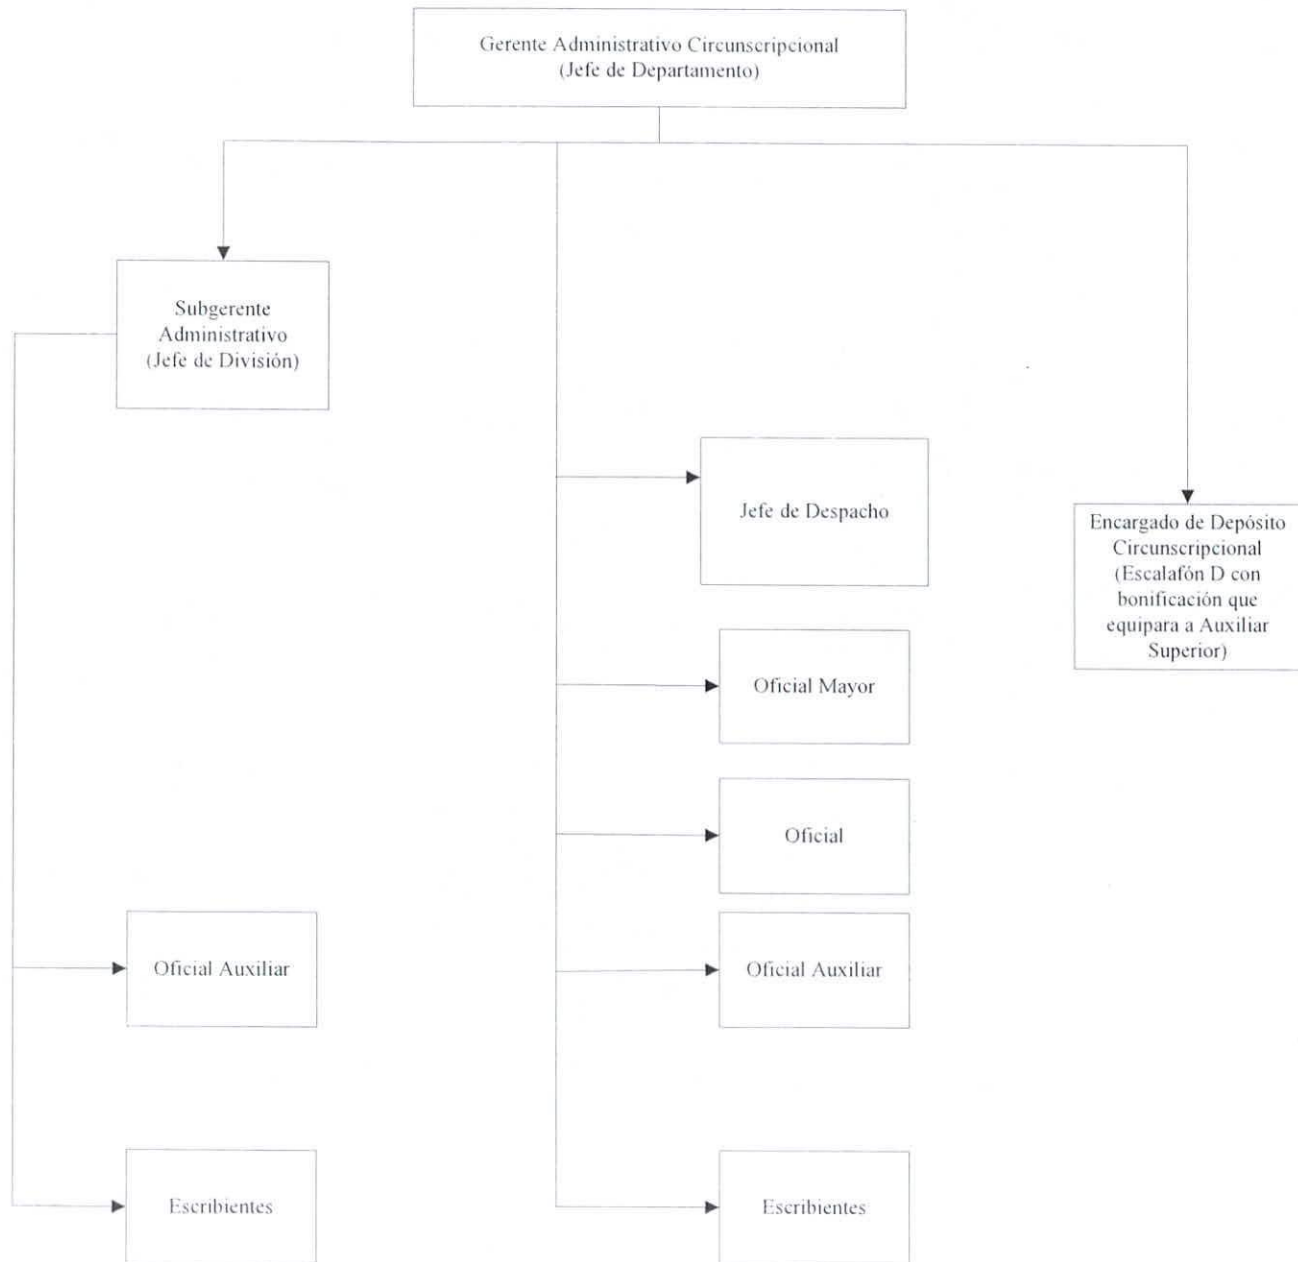 Gerente Administrativo Circunscripcional
(Jefe de Departamento)
Subgerente
Administrativo
(Jefe de División)
Jefe de Despacho
Encargado de Depósito
Circunscripcional
(Escalafón D con
bonificación que
equipara a Auxiliar
Superior)
Oficial Mayor
Oficial
Oficial Auxiliar
Oficial Auxiliar
Escribientes
Escribientes